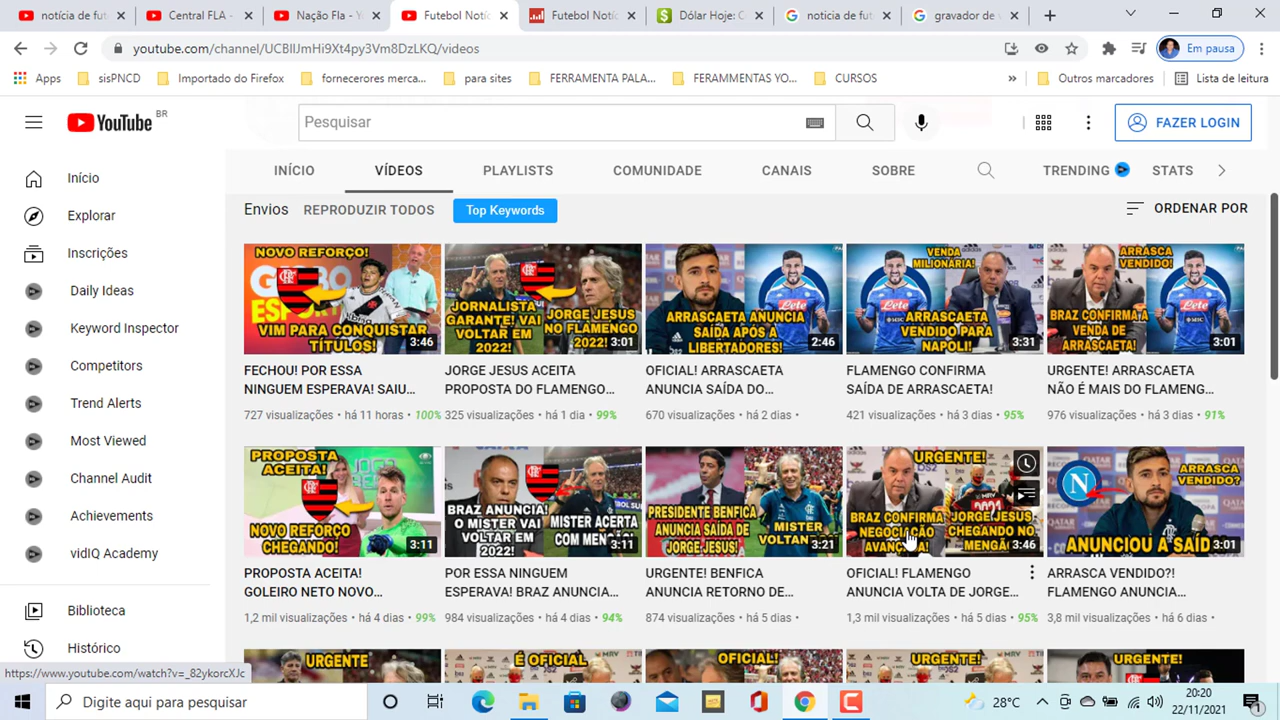 notícia de fu
Central FLA -
Nação Fla - Y
Futebol Notí
Futebol Notíc
Dólar Hoje: C
noticia de fu
gravador de v
youtube.com/channel/UCBIlJmHi9Xt4py3Vm8DzLKQ/videos
Em pausa
Apps
sisPNCD
Importado do Firefox
fornecerores merca...
para sites
FERRAMENTA PALA...
FERAMMENTAS YO...
CURSOS
»
Outros marcadores
Lista de leitura
YouTube BR
Pesquisar
FAZER LOGIN
INÍCIO
VÍDEOS
PLAYLISTS
COMUNIDADE
CANAIS
SOBRE
TRENDING
STATS
Início
Explorar
Inscrições
Daily Ideas
Keyword Inspector
Competitors
Trend Alerts
Most Viewed
Channel Audit
Achievements
vidIQ Academy
Biblioteca
Histórico
Envios
REPRODUZIR TODOS
Top Keywords
ORDENAR POR
NOVO REFORÇO!
VIM PARA CONQUISTAR
TÍTULOS!
3:46
JORNALISTA
GARANTE! VAI
VOLTAR EM
2022!
JORGE JESUS
NO FLAMENGO
2022!
3:01
ARRASCAETA ANUNCIA
SAÍDA APÓS A
LIBERTADORES!
Lete
2:46
VENDA
MILIONÁRIA!
ARRASCAETA
VENDIDO PARA
NAPOLI!
Lete
3:31
ARRASCA
VENDIDO!
BRAZ CONFIRMA A
VENDA DE
ARRASCAETA!
Lete
3:01
FECHOU! POR ESSA
NINGUEM ESPERAVA! SAIU...
727 visualizações • há 11 horas • 100%
JORGE JESUS ACEITA
PROPOSTA DO FLAMENGO...
325 visualizações • há 1 dia • 99%
OFICIAL! ARRASCAETA
ANUNCIA SAÍDA DO...
670 visualizações • há 2 dias •
FLAMENGO CONFIRMA
SAÍDA DE ARRASCAETA!
421 visualizações • há 3 dias • 95%
URGENTE! ARRASCAETA
NÃO É MAIS DO FLAMENG...
976 visualizações • há 3 dias • 91%
PROPOSTA
ACEITA!
NOVO REFORÇO
CHEGANDO!
3:11
BRAZ ANUNCIA!
O MÍSTER VAI
VOLTAR EM
2022!
MISTER ACERTA
COM MENGÃO!
3:11
PRESIDENTE BENFICA
ANUNCIA SAIDA DE
JORGE JESUS!
MISTER
3:21
URGENTE!
BRAZ CONFIRMA
NEGOCIAÇÃO
AVANÇADA!
JORGE JESUS
CHEGANDO NO
3:46
N
ARRASCA
VENDIDO?
ANUNCIOU A
3:01
PROPOSTA ACEITA!
GOLEIRO NETO NOVO...
1,2 mil visualizações • há 4 dias • 99%
POR ESSA NINGUEM
ESPERAVA! BRAZ ANUNCIA...
984 visualizações • há 4 dias • 94%
URGENTE! BENFICA
ANUNCIA RETORNO DE...
874 visualizações • há 5 dias •
OFICIAL! FLAMENGO
ANUNCIA VOLTA DE JORGE...
1,3 mil visualizações • há 5 dias • 95%
ARRASCA VENDIDO?!
FLAMENGO ANUNCIA...
3,8 mil visualizações • há 6 dias •
URGENTE
É OFICIAL!
OFICIAL!
URGENTE!
https://www.youtube.com/watch?v=_82ykorcXJc
Digite aqui para pesquisar
28°C
20:20
22/11/2021
1